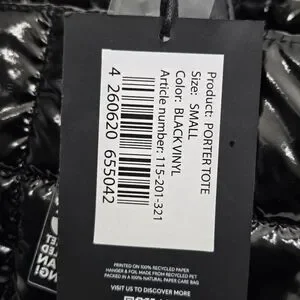 Product: PORTER TOTE
Size: SMALL
Color: BLACK VINYL
Article number: 115-201-321
4 260620 655042
PRINTED ON 100% RECYCLED PAPER
HANGER & FOIL MADE FROM RECYCLED PET
PACKED IN A 100% NATURAL PAPER CARE BAG
VISIT US TO DISCOVER MORE